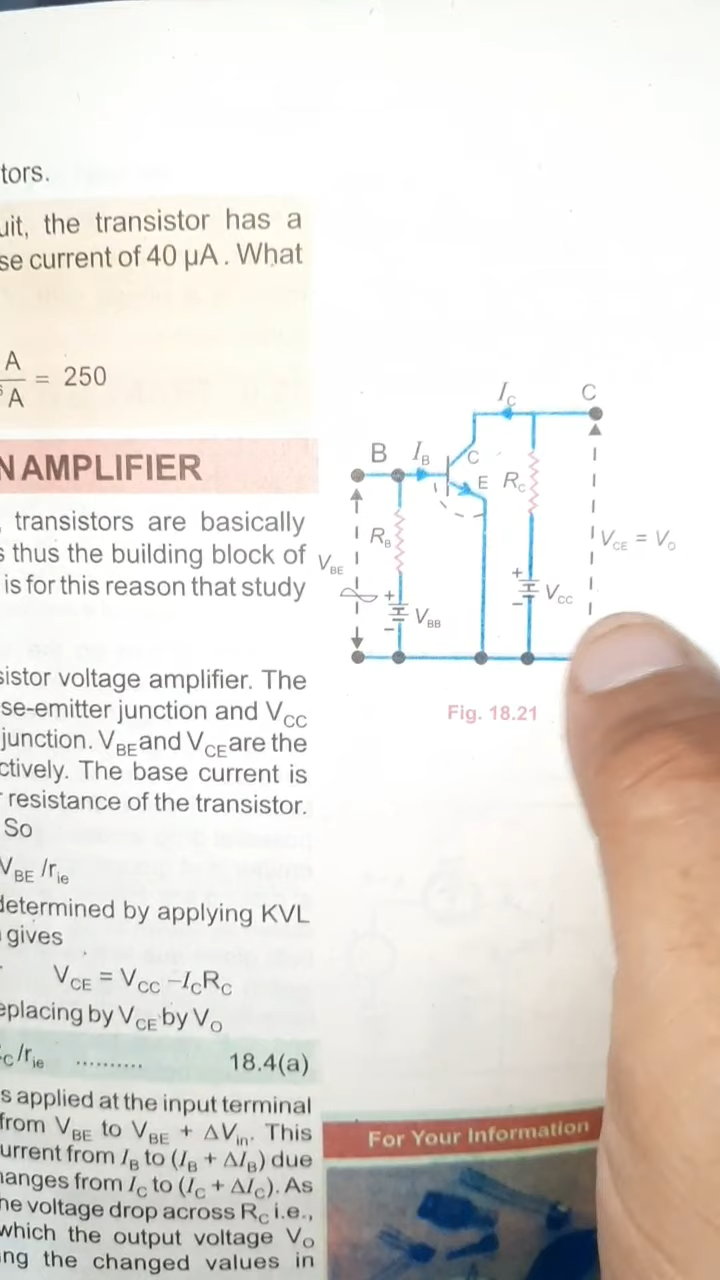 tors.
uit, the transistor has a
se current of 40 μA. What
A
A
= 250
N AMPLIFIER
, transistors are basically
s thus the building block of
is for this reason that study
sistor voltage amplifier. The
se-emitter junction and VCC
junction. VBE and VCE are the
ctively. The base current is
r resistance of the transistor.
So
VBE /rie
determined by applying KVL
gives
VCE = VCC -ICRC
eplacing by VCE by VO
C/rie .......... 18.4(a)
s applied at the input terminal
from VBE to VBE + ΔVin. This
urrent from IB to (IB + ΔIB) due
hanges from IC to (IC + ΔIC). As
he voltage drop across RC i.e.,
which the output voltage VO
ing the changed values in
IC
C
B
IB
C
E
RC
RB
VBE
VCE = VO
+
-
VBB
+
-
VCC
Fig. 18.21
For Your Information